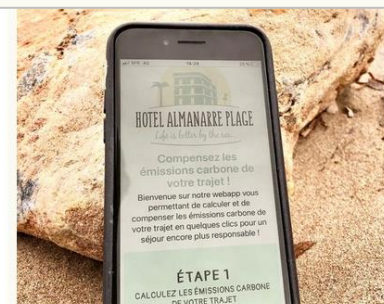 18:28
HOTEL ALMANARRE PLAGE
Life is better by the sea...
Compensez les
émissions carbone de
votre trajet !
Bienvenue sur notre webapp vous
permettant de calculer et de
compenser les émissions carbone de
votre trajet en quelques clics pour un
séjour encore plus responsable !
ÉTAPE 1
CALCULEZ LES ÉMISSIONS CARBONE
DE VOTRE TRAJET